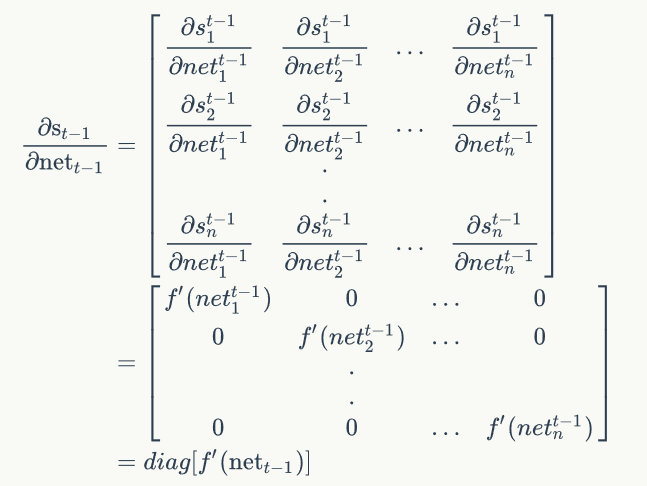 ∂s_{t−1}/∂net_{t−1} = [ ∂s_1^{t−1}/∂net_1^{t−1} ∂s_1^{t−1}/∂net_2^{t−1} … ∂s_1^{t−1}/∂net_n^{t−1}
∂s_2^{t−1}/∂net_1^{t−1} ∂s_2^{t−1}/∂net_2^{t−1} … ∂s_2^{t−1}/∂net_n^{t−1}
.
.
∂s_n^{t−1}/∂net_1^{t−1} ∂s_n^{t−1}/∂net_2^{t−1} … ∂s_n^{t−1}/∂net_n^{t−1} ]
= [ f′(net_1^{t−1}) 0 … 0
0 f′(net_2^{t−1}) … 0
.
.
0 0 … f′(net_n^{t−1}) ]
= diag[f′(net_{t−1})]